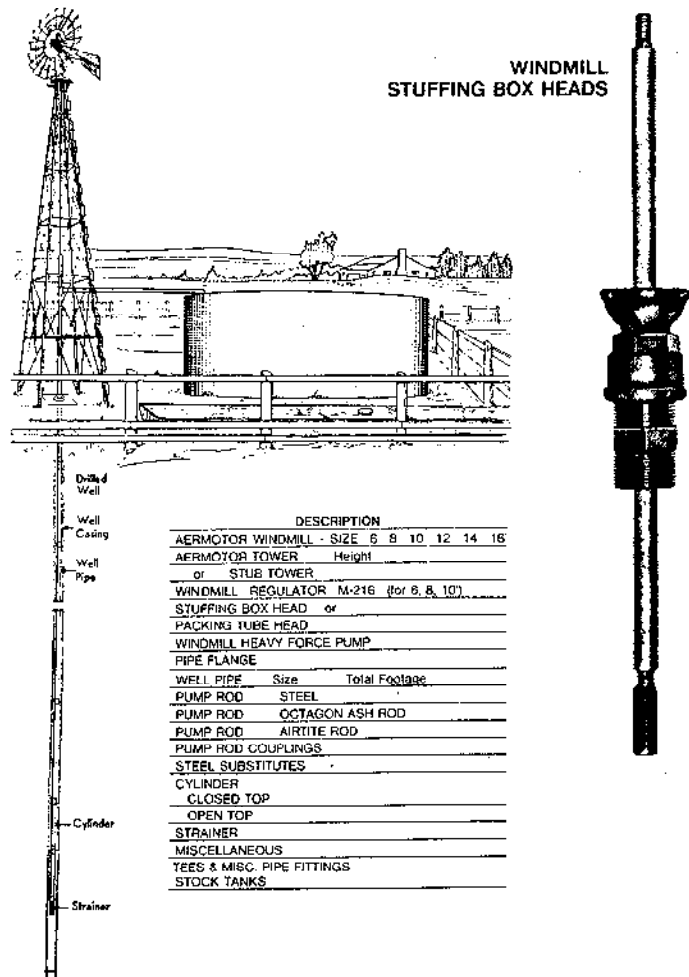 WINDMILL
STUFFING BOX HEADS
Drilled
Well
Well
Casing
Well
Pipe
Cylinder
Strainer
DESCRIPTION
AERMOTOR WINDMILL - SIZE 6 8 10 12 14 16
AERMOTOR TOWER Height
or STUB TOWER
WINDMILL REGULATOR M-216 (for 6, 8, 10')
STUFFING BOX HEAD or
PACKING TUBE HEAD
WINDMILL HEAVY FORCE PUMP
PIPE FLANGE
WELL PIPE Size Total Footage
PUMP ROD STEEL
PUMP ROD OCTAGON ASH ROD
PUMP ROD AIRTITE ROD
PUMP ROD COUPLINGS
STEEL SUBSTITUTES
CYLINDER
CLOSED TOP
OPEN TOP
STRAINER
MISCELLANEOUS
TEES & MISC. PIPE FITTINGS
STOCK TANKS